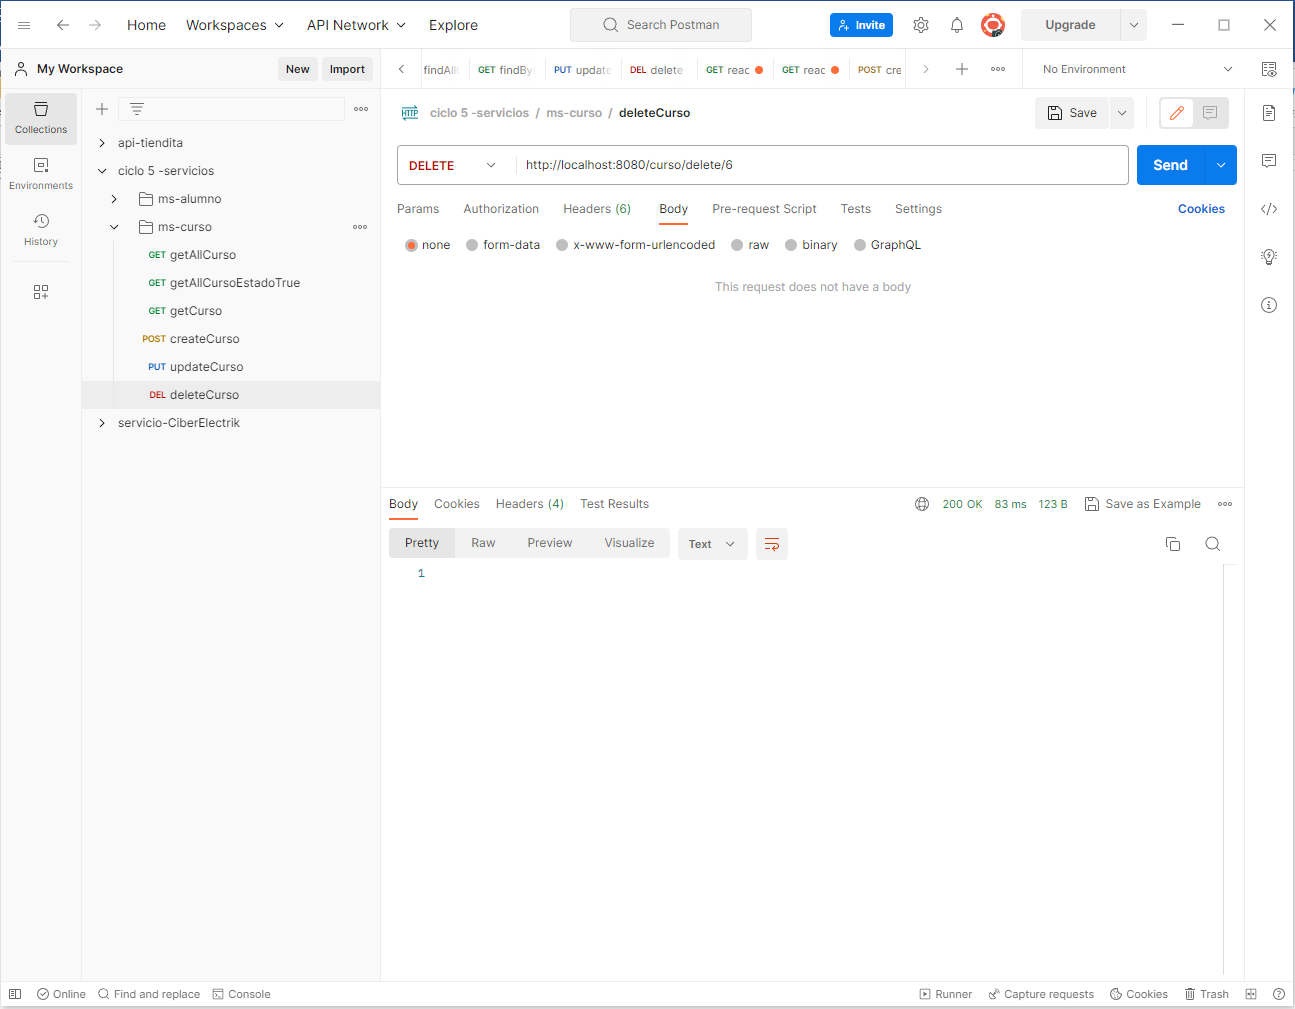 Home Workspaces API Network Explore Search Postman Invite Upgrade
My Workspace New Import GET findByI PUT update DEL delete GET reac GET reac POST cre No Environment
Collections
Environments
History
api-tiendita
ciclo 5 -servicios
ms-alumno
ms-curso
GET getAllCurso
GET getAllCursoEstadoTrue
GET getCurso
POST createCurso
PUT updateCurso
DEL deleteCurso
servicio-CiberElectrik
HTTP ciclo 5 -servicios / ms-curso / deleteCurso Save
DELETE http://localhost:8080/curso/delete/6 Send
Params Authorization Headers (6) Body Pre-request Script Tests Settings Cookies
none form-data x-www-form-urlencoded raw binary GraphQL
This request does not have a body
Body Cookies Headers (4) Test Results 200 OK 83 ms 123 B Save as Example
Pretty Raw Preview Visualize Text
1
Online Find and replace Console Runner Capture requests Cookies Trash